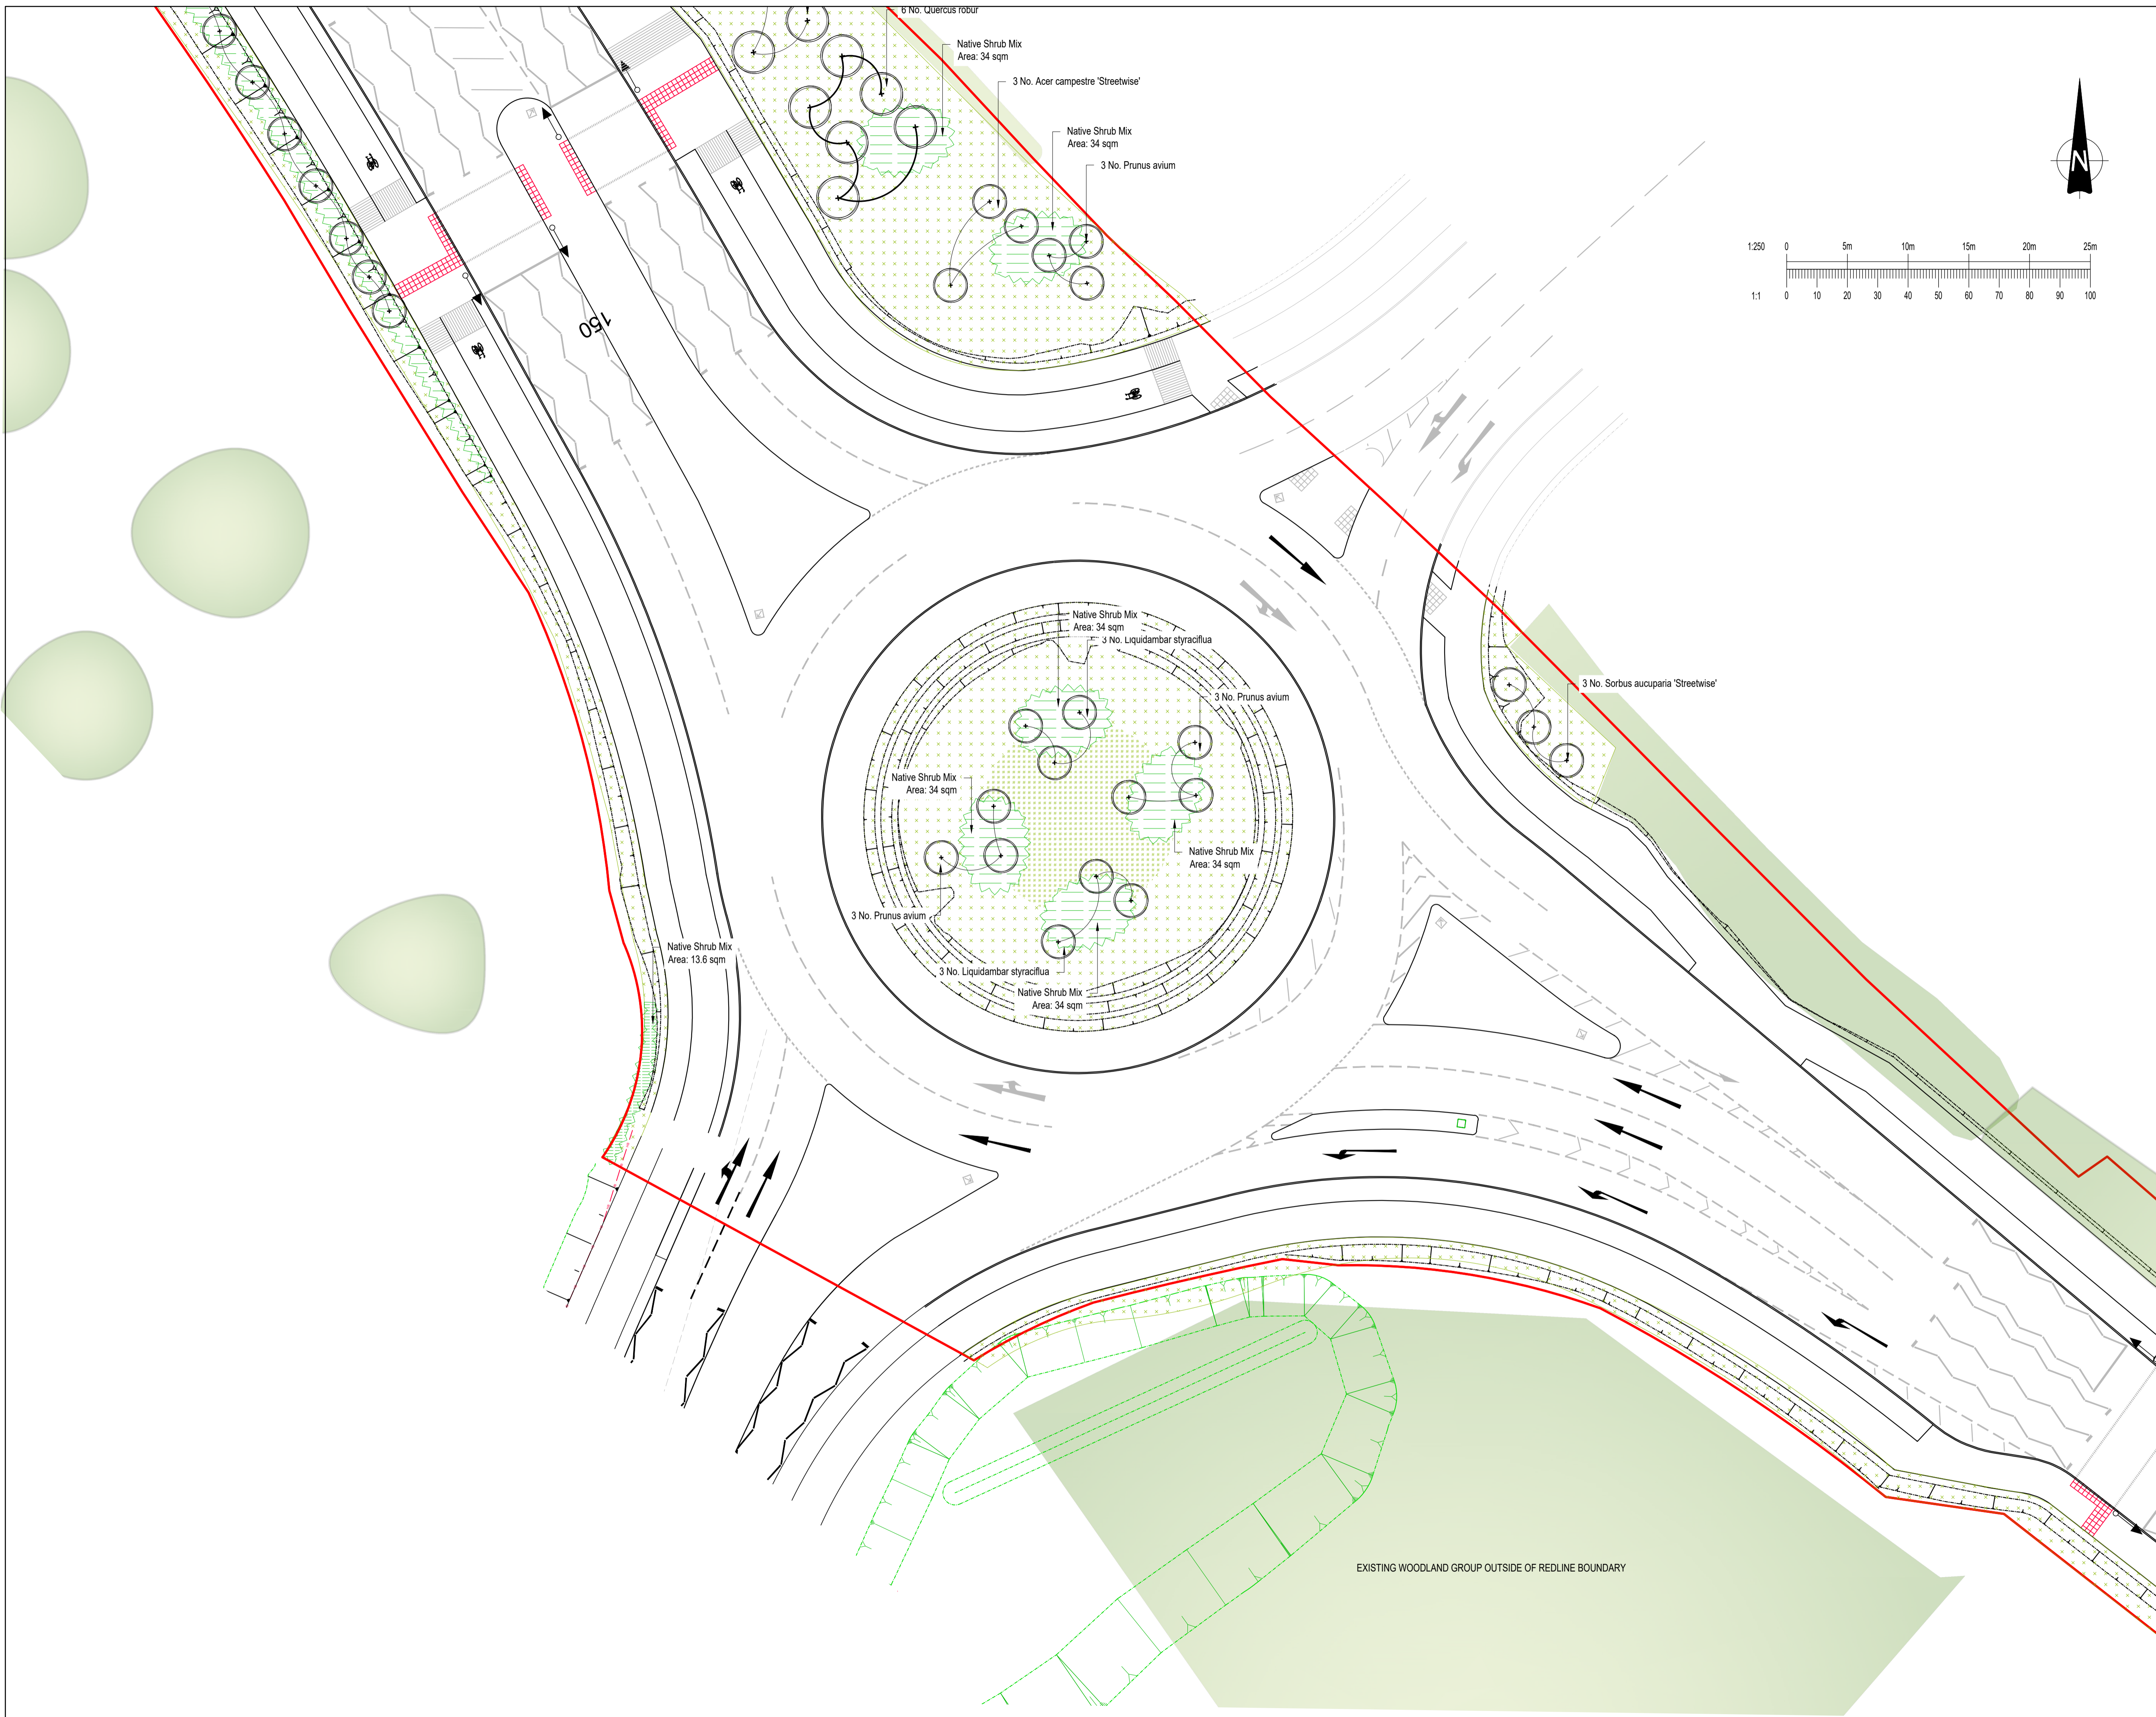 6 No. Quercus robur
Native Shrub Mix
Area: 34 sqm
3 No. Acer campestre 'Streetwise'
Native Shrub Mix
Area: 34 sqm
3 No. Prunus avium
N
1:250 0 5m 10m 15m 20m 25m
1:1 0 10 20 30 40 50 60 70 80 90 100
150
Native Shrub Mix
Area: 34 sqm
3 No. Liquidambar styraciflua
3 No. Prunus avium
3 No. Sorbus aucuparia 'Streetwise'
Native Shrub Mix
Area: 34 sqm
Native Shrub Mix
Area: 34 sqm
3 No. Prunus avium
Native Shrub Mix
Area: 13.6 sqm
3 No. Liquidambar styraciflua
Native Shrub Mix
Area: 34 sqm
EXISTING WOODLAND GROUP OUTSIDE OF REDLINE BOUNDARY